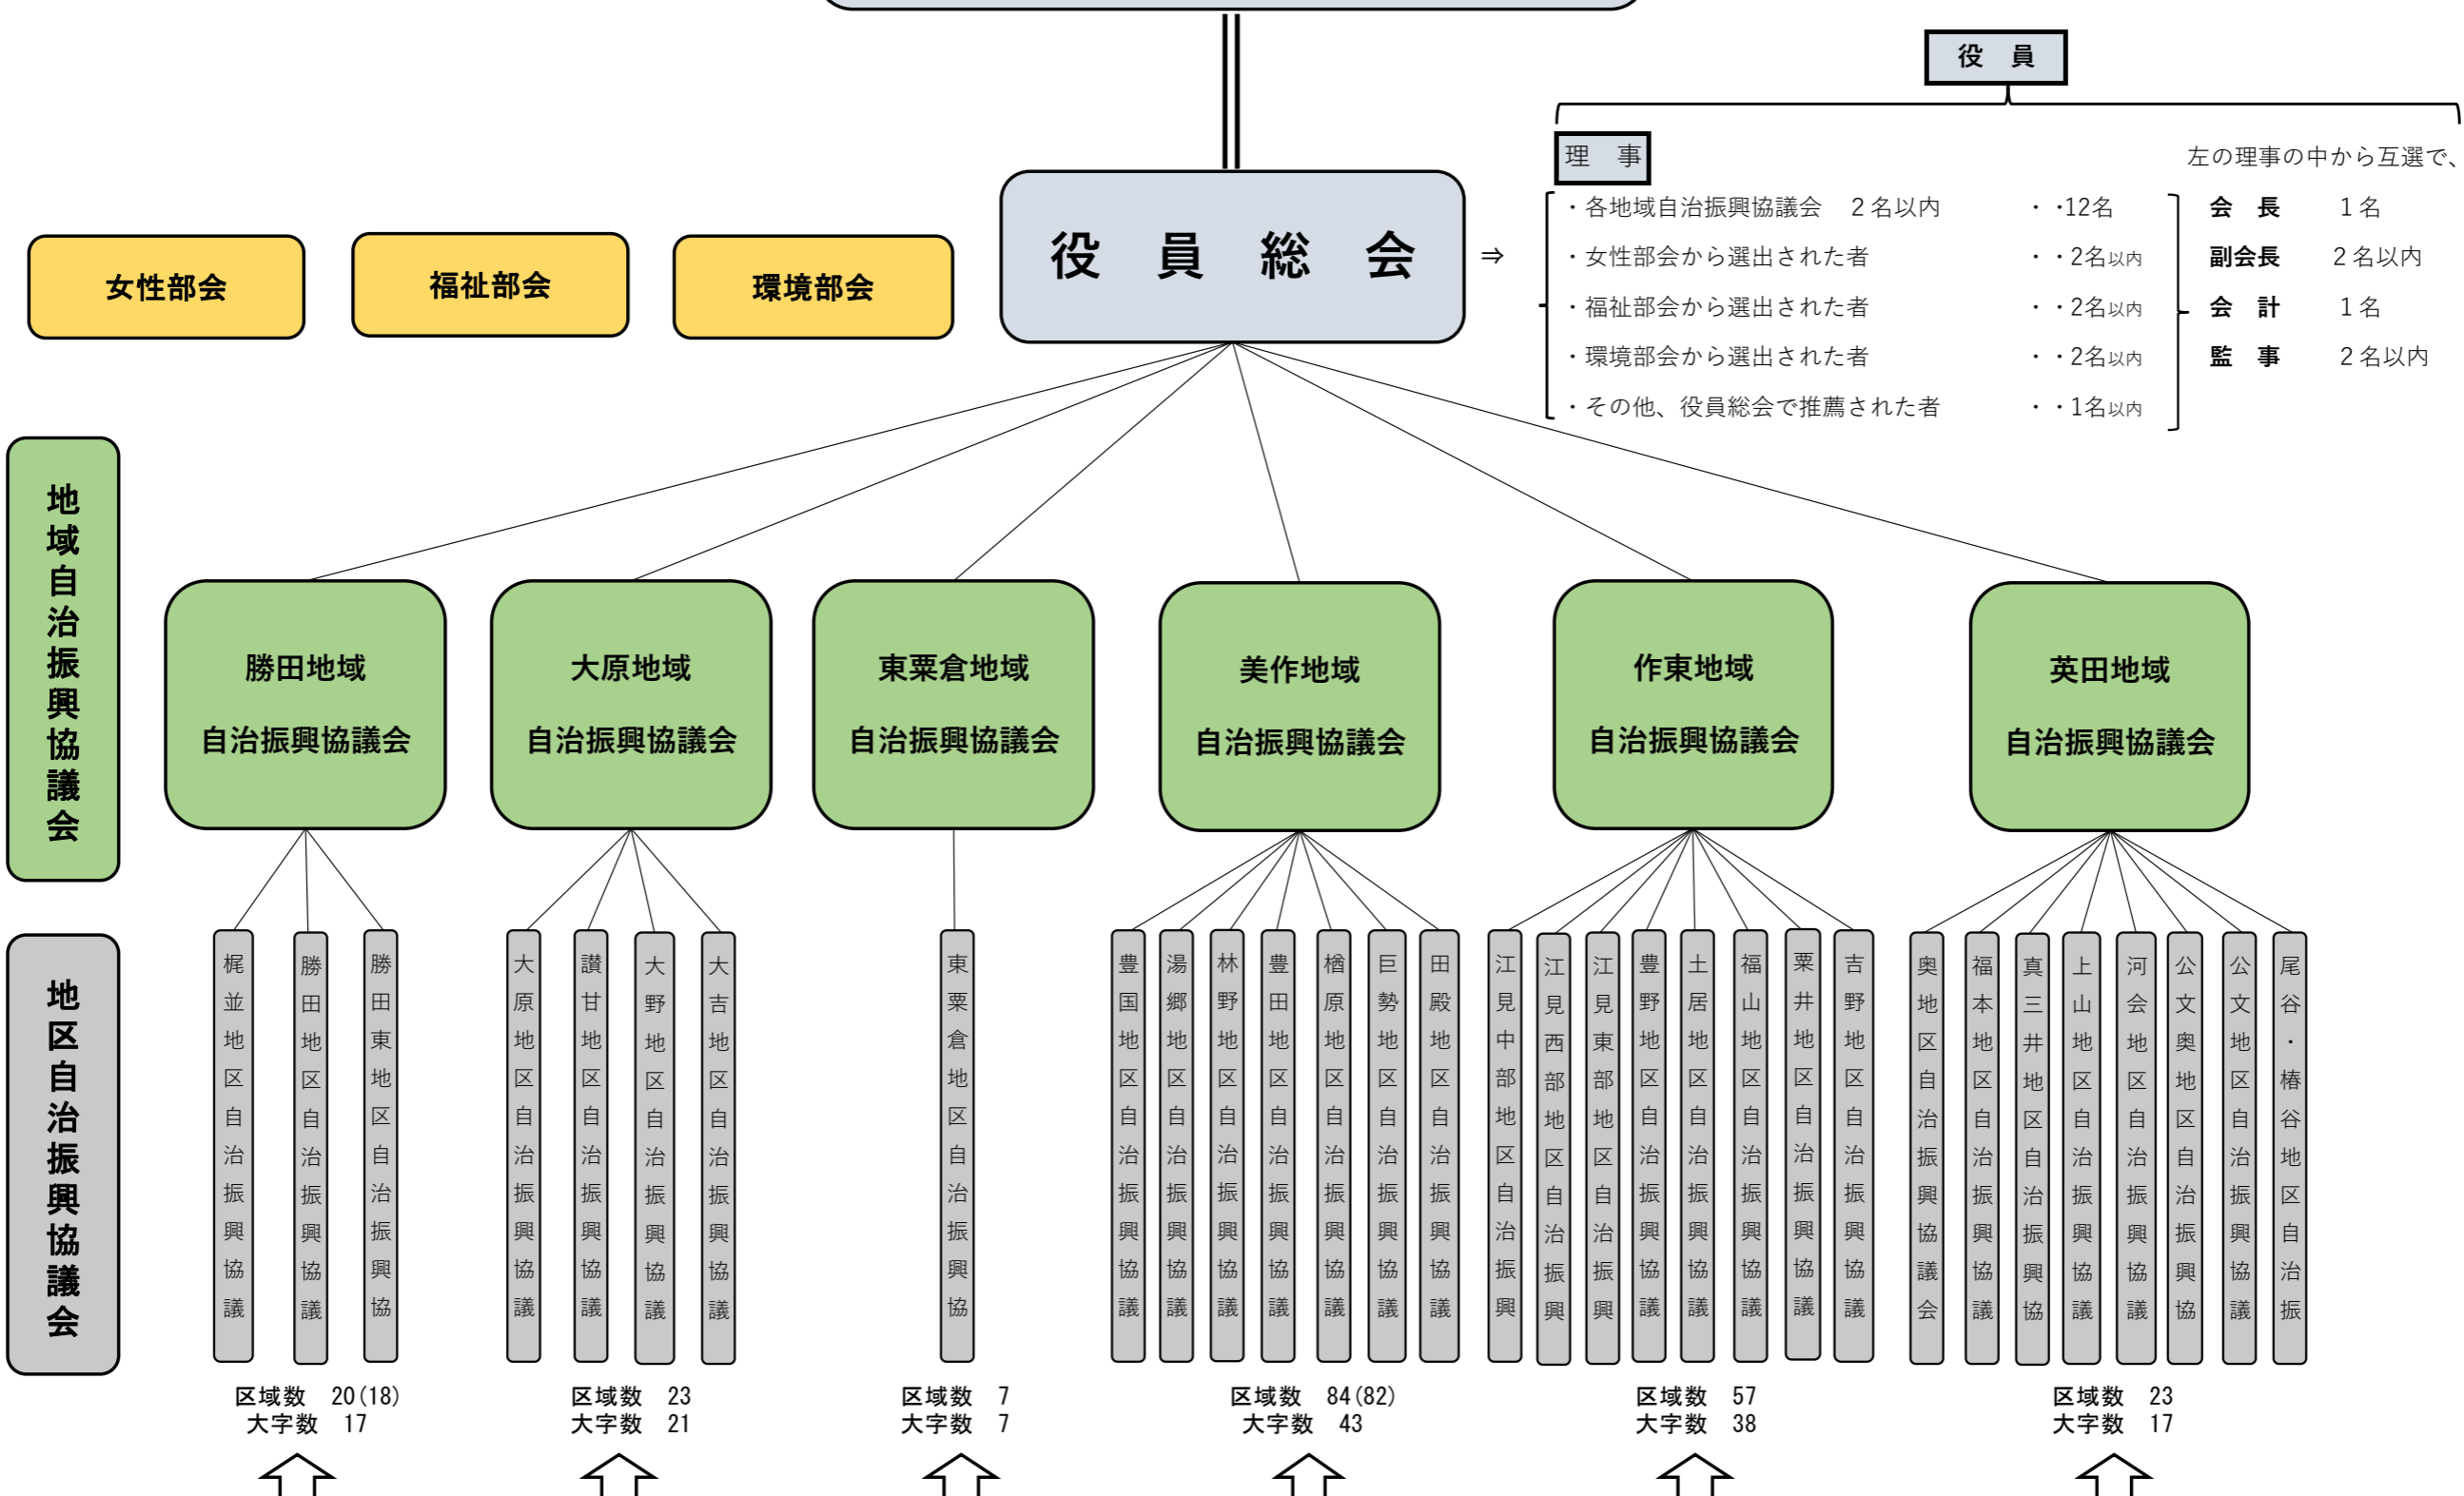 役 員
理 事
左の理事の中から互選で、
・各地域自治振興協議会 2名以内 ・・12名
・女性部会から選出された者 ・・2名以内
・福祉部会から選出された者 ・・2名以内
・環境部会から選出された者 ・・2名以内
・その他、役員総会で推薦された者 ・・1名以内
会 長 1名
副会長 2名以内
会 計 1名
監 事 2名以内
役 員 総 会
⇒
女性部会
福祉部会
環境部会
地域自治振興協議会
勝田地域
自治振興協議会
大原地域
自治振興協議会
東粟倉地域
自治振興協議会
美作地域
自治振興協議会
作東地域
自治振興協議会
英田地域
自治振興協議会
地区自治振興協議会
梶並地区自治振興協議
勝田地区自治振興協議
勝田東地区自治振興協
大原地区自治振興協議
讃甘地区自治振興協議
大野地区自治振興協議
大吉地区自治振興協議
東粟倉地区自治振興協
豊国地区自治振興協議
湯郷地区自治振興協議
林野地区自治振興協議
豊田地区自治振興協議
楢原地区自治振興協議
巨勢地区自治振興協議
田殿地区自治振興協議
江見中部地区自治振興
江見西部地区自治振興
江見東部地区自治振興
豊野地区自治振興協議
土居地区自治振興協議
福山地区自治振興協議
粟井地区自治振興協議
吉野地区自治振興協議
奥地区自治振興協議会
福本地区自治振興協議
真三井地区自治振興協
上山地区自治振興協議
河会地区自治振興協議
公文奥地区自治振興協
公文地区自治振興協議
尾谷・椿谷地区自治振
区域数 20(18)
大字数 17
区域数 23
大字数 21
区域数 7
大字数 7
区域数 84(82)
大字数 43
区域数 57
大字数 38
区域数 23
大字数 17